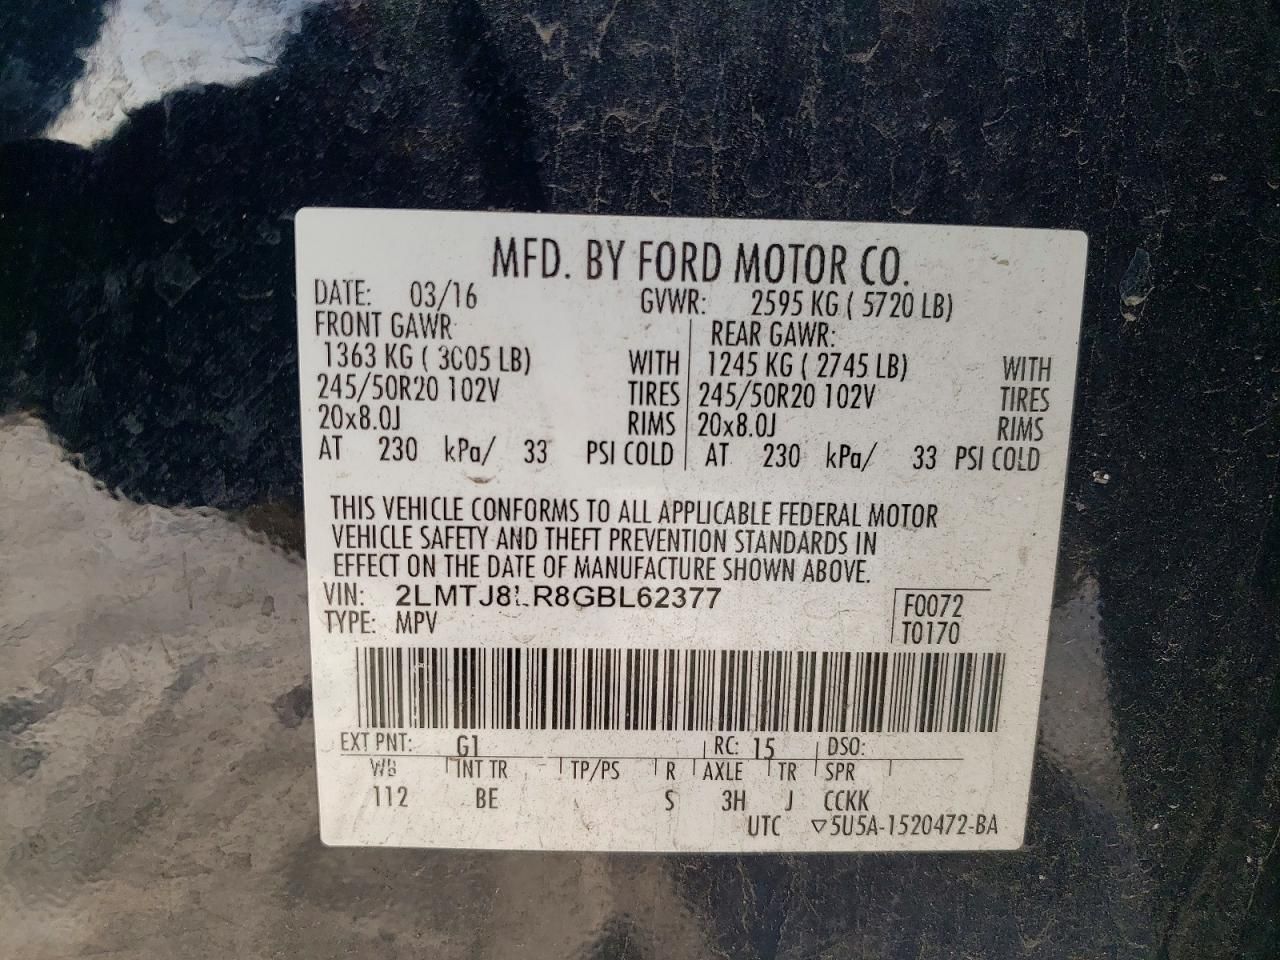 MFD. BY FORD MOTOR CO.
DATE: 03/16 GVWR: 2595 KG ( 5720 LB)
FRONT GAWR REAR GAWR:
1363 KG ( 3005 LB) WITH 1245 KG ( 2745 LB) WITH
245/50R20 102V TIRES 245/50R20 102V TIRES
20x8.0J RIMS 20x8.0J RIMS
AT 230 kPa/ 33 PSI COLD AT 230 kPa/ 33 PSI COLD
THIS VEHICLE CONFORMS TO ALL APPLICABLE FEDERAL MOTOR
VEHICLE SAFETY AND THEFT PREVENTION STANDARDS IN
EFFECT ON THE DATE OF MANUFACTURE SHOWN ABOVE.
VIN: 2LMTJ8LR8GBL62377
TYPE: MPV
F0072
T0170
EXT PNT: G1 RC: 15 DSO:
WB INT TR TP/PS R AXLE TR SPR
112 BE S 3H J CCKK
UTC ▽5U5A-1520472-BA